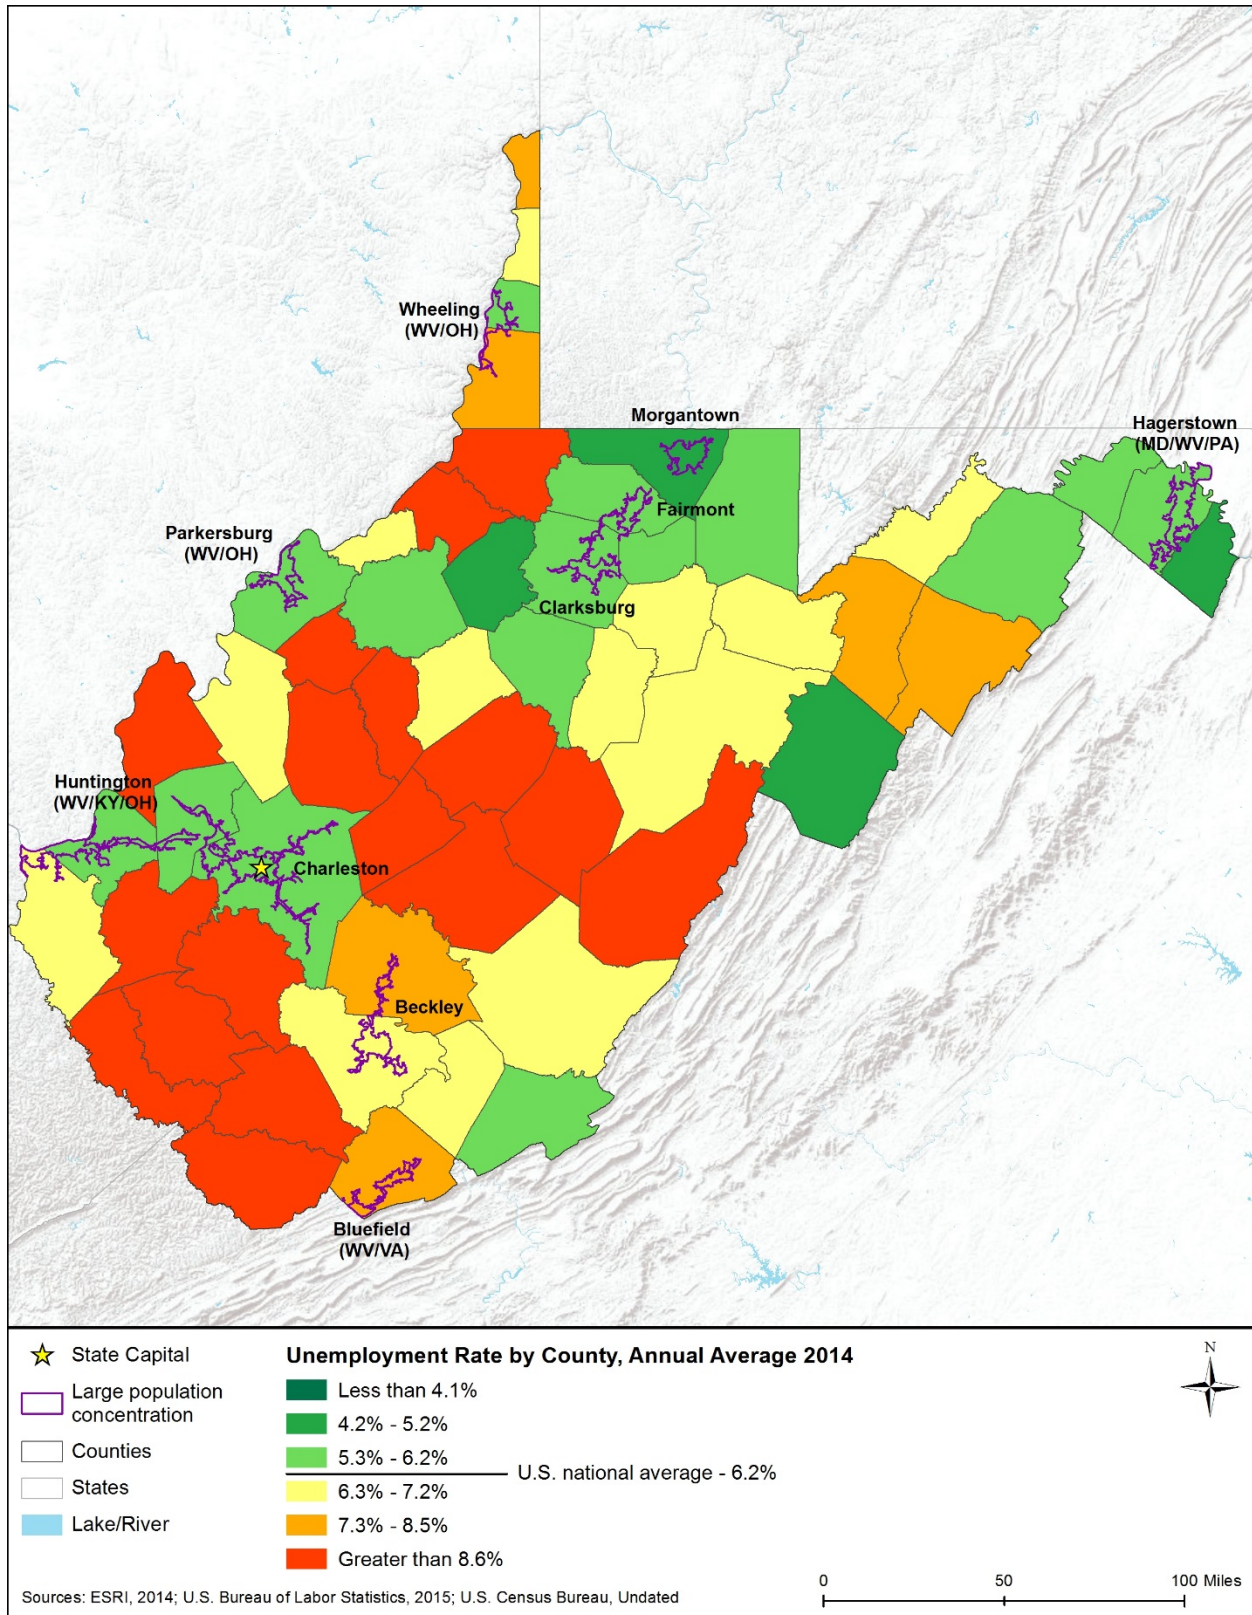 Wheeling
(WV/OH)
Morgantown
Hagerstown
(MD/WV/PA)
Fairmont
Parkersburg
(WV/OH)
Clarksburg
Huntington
(WV/KY/OH)
Charleston
Beckley
Bluefield
(WV/VA)
State Capital
Large population
concentration
Counties
States
Lake/River
Unemployment Rate by County, Annual Average 2014
Less than 4.1%
4.2% - 5.2%
5.3% - 6.2%
U.S. national average - 6.2%
6.3% - 7.2%
7.3% - 8.5%
Greater than 8.6%
N
0 50 100 Miles
Sources: ESRI, 2014; U.S. Bureau of Labor Statistics, 2015; U.S. Census Bureau, Undated